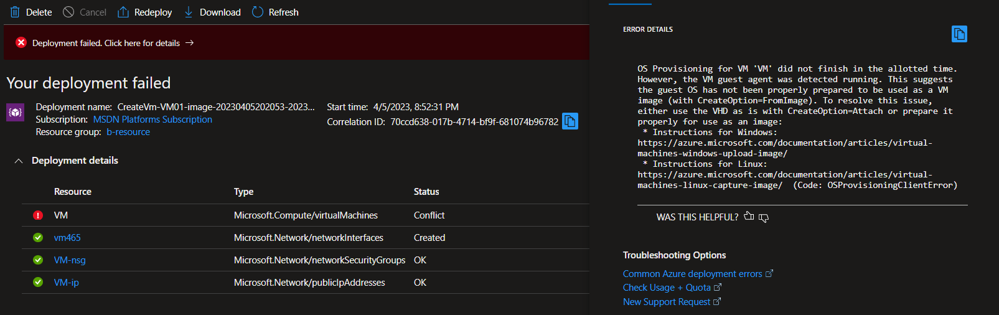 Delete Cancel Redeploy Download Refresh
Deployment failed. Click here for details →
Your deployment failed
Deployment name: CreateVm-VM01-image-20230405202053-2023... Start time: 4/5/2023, 8:52:31 PM
Subscription: MSDN Platforms Subscription Correlation ID: 70ccd638-017b-4714-bf9f-681074b96782
Resource group: b-resource
Deployment details
Resource Type Status
VM Microsoft.Compute/virtualMachines Conflict
vm465 Microsoft.Network/networkInterfaces Created
VM-nsg Microsoft.Network/networkSecurityGroups OK
VM-ip Microsoft.Network/publicIpAddresses OK
ERROR DETAILS
OS Provisioning for VM 'VM' did not finish in the allotted time.
However, the VM guest agent was detected running. This suggests
the guest OS has not been properly prepared to be used as a VM
image (with CreateOption=FromImage). To resolve this issue,
either use the VHD as is with CreateOption=Attach or prepare it
properly for use as an image:
* Instructions for Windows:
https://azure.microsoft.com/documentation/articles/virtual-
machines-windows-upload-image/
* Instructions for Linux:
https://azure.microsoft.com/documentation/articles/virtual-
machines-linux-capture-image/ (Code: OSProvisioningClientError)
WAS THIS HELPFUL?
Troubleshooting Options
Common Azure deployment errors
Check Usage + Quota
New Support Request